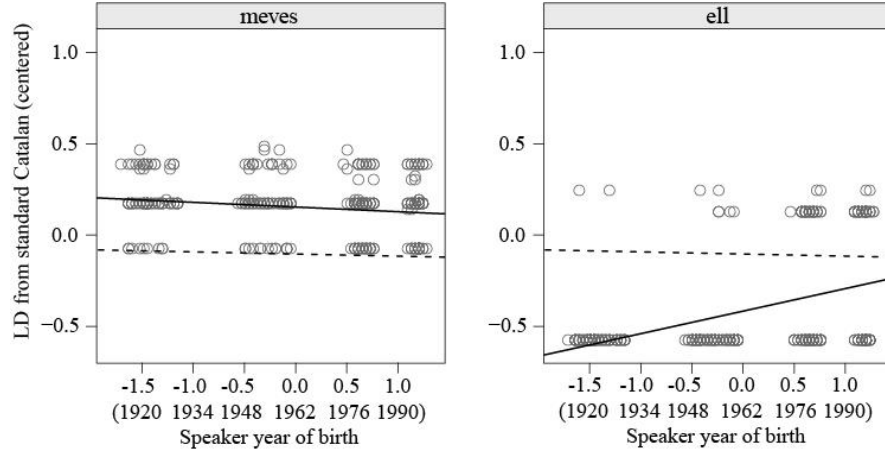 meves
ell
LD from standard Catalan (centered)
1.0
0.5
0.0
−0.5
1.0
0.5
0.0
−0.5
-1.5 -1.0 -0.5 0.0 0.5 1.0
(1920 1934 1948 1962 1976 1990)
Speaker year of birth
-1.5 -1.0 -0.5 0.0 0.5 1.0
(1920 1934 1948 1962 1976 1990)
Speaker year of birth